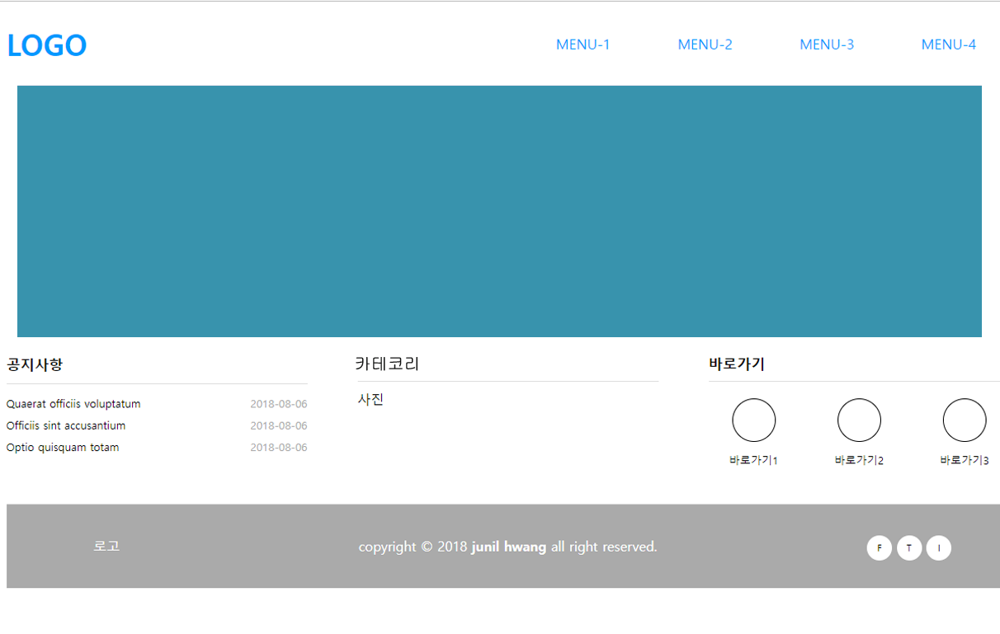 LOGO MENU-1 MENU-2 MENU-3 MENU-4
공지사항
Quaerat officiis voluptatum 2018-08-06
Officiis sint accusantium 2018-08-06
Optio quisquam totam 2018-08-06
카테코리
사진
바로가기
바로가기1 바로가기2 바로가기3
로고 copyright © 2018 junil hwang all right reserved. F T I